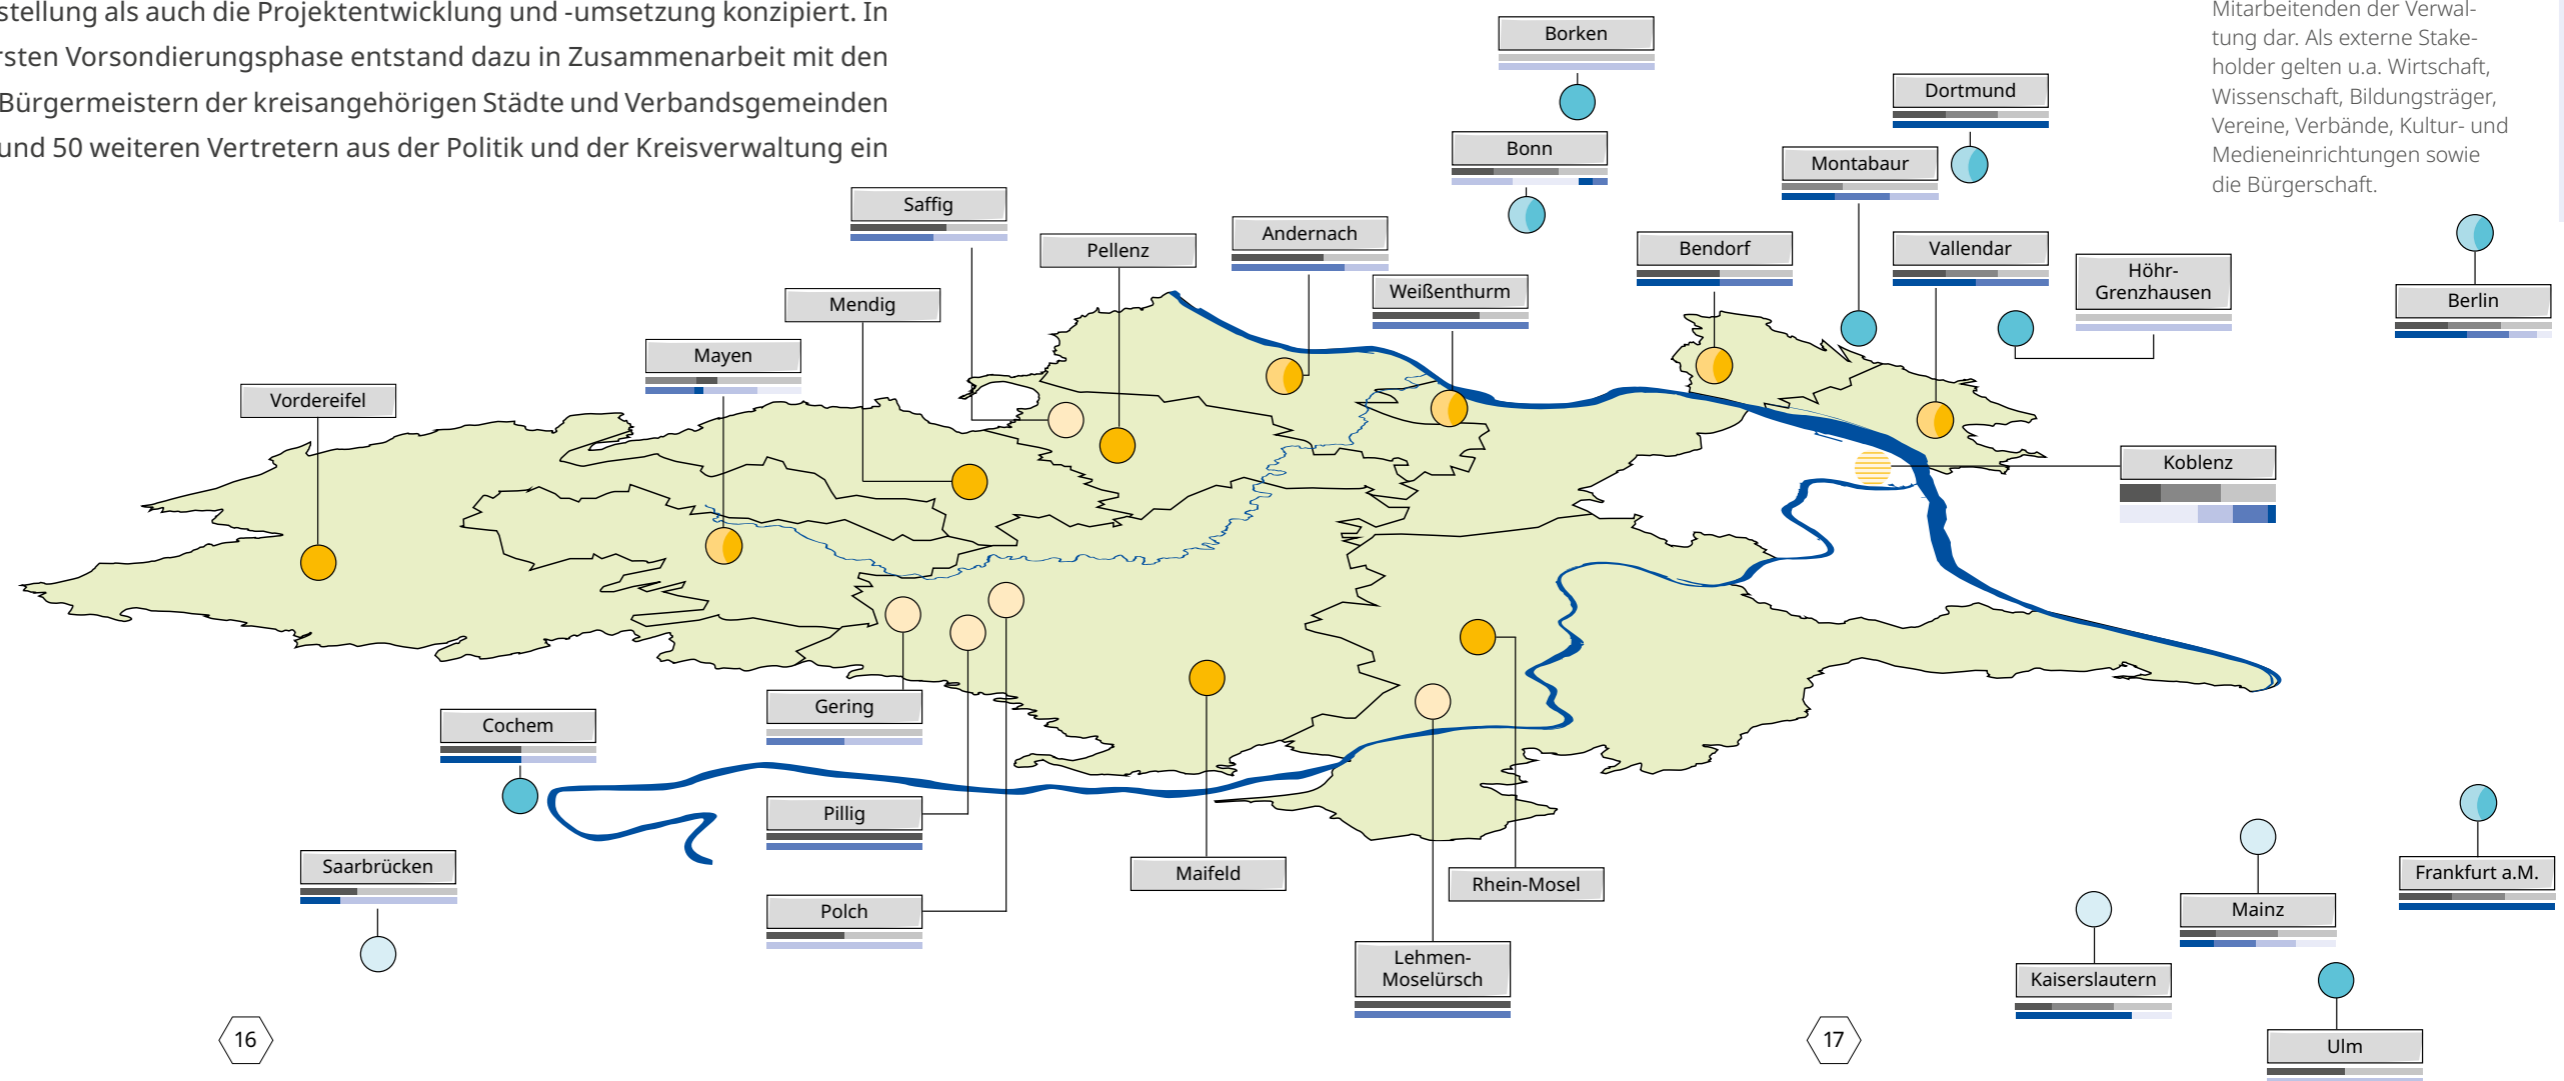 stellung als auch die Projektentwicklung und -umsetzung konzipiert. In
rsten Vorsondierungsphase entstand dazu in Zusammenarbeit mit den
Bürgermeistern der kreisangehörigen Städte und Verbandsgemeinden
und 50 weiteren Vertretern aus der Politik und der Kreisverwaltung ein
Mitarbeitenden der Verwal-
tung dar. Als externe Stake-
holder gelten u.a. Wirtschaft,
Wissenschaft, Bildungsträger,
Vereine, Verbände, Kultur- und
Medieneinrichtungen sowie
die Bürgerschaft.
Borken
Dortmund
Bonn
Montabaur
Saffig
Andernach
Pellenz
Bendorf
Vallendar
Höhr-
Grenzhausen
Weißenthurm
Mendig
Berlin
Mayen
Vordereifel
Koblenz
Gering
Cochem
Pillig
Saarbrücken
Maifeld
Rhein-Mosel
Frankfurt a.M.
Polch
Mainz
Lehmen-
Moselürsch
Kaiserslautern
Ulm
16
17